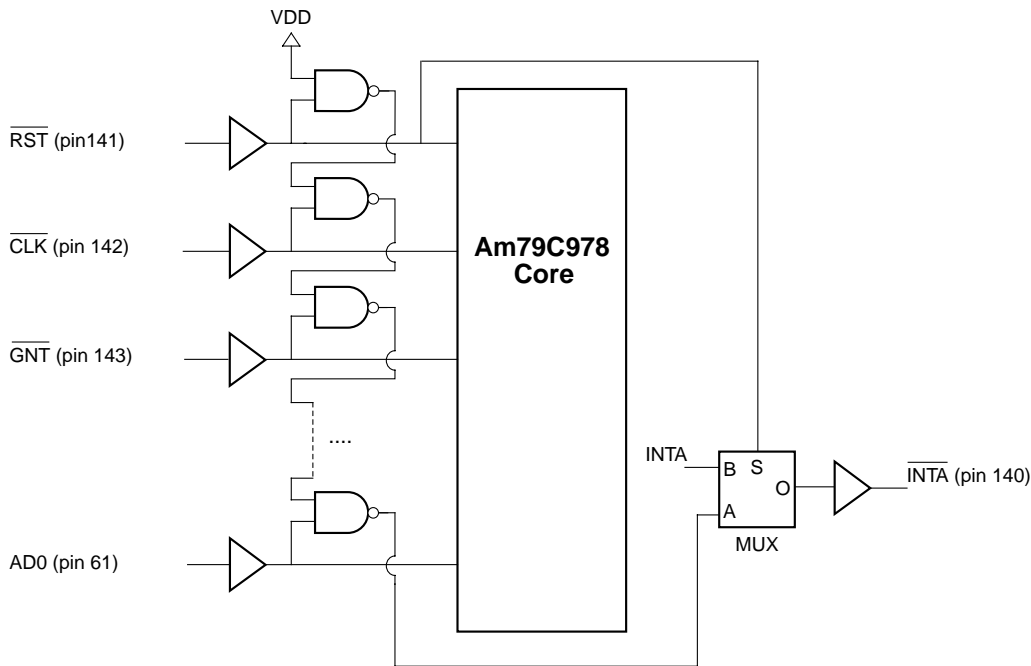 VDD
RST (pin141)
CLK (pin 142)
Am79C978
Core
GNT (pin 143)
....
INTA
B
S
O
A
INTA (pin 140)
MUX
AD0 (pin 61)